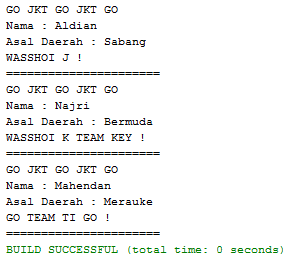 GO JKT GO JKT GO
Nama : Aldian
Asal Daerah : Sabang
WASSHOI J !
======================
GO JKT GO JKT GO
Nama : Najri
Asal Daerah : Bermuda
WASSHOI K TEAM KEY !
======================
GO JKT GO JKT GO
Nama : Mahendan
Asal Daerah : Merauke
GO TEAM TI GO !
======================
BUILD SUCCESSFUL (total time: 0 seconds)